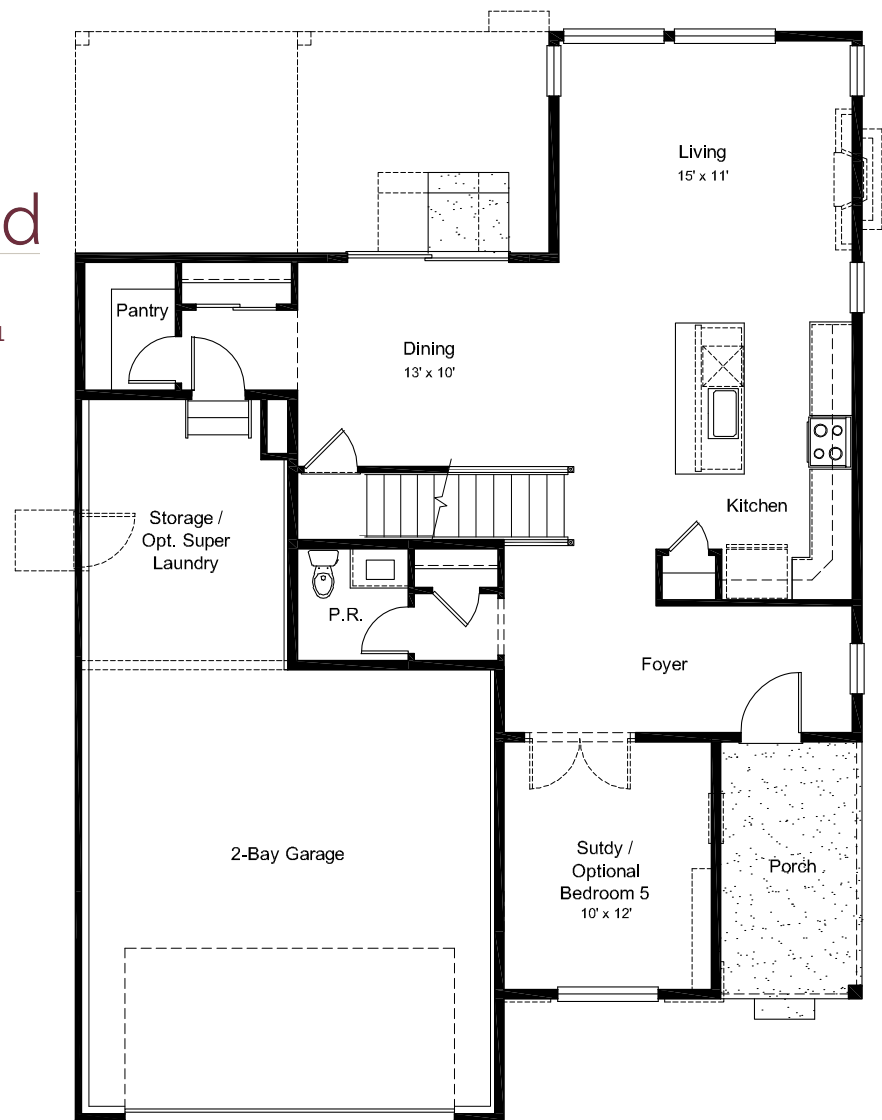 d
1
Living
15' x 11'
Pantry
Dining
13' x 10'
Storage /
Opt. Super
Laundry
Kitchen
P.R.
Foyer
2-Bay Garage
Sutdy /
Optional
Bedroom 5
10' x 12'
Porch